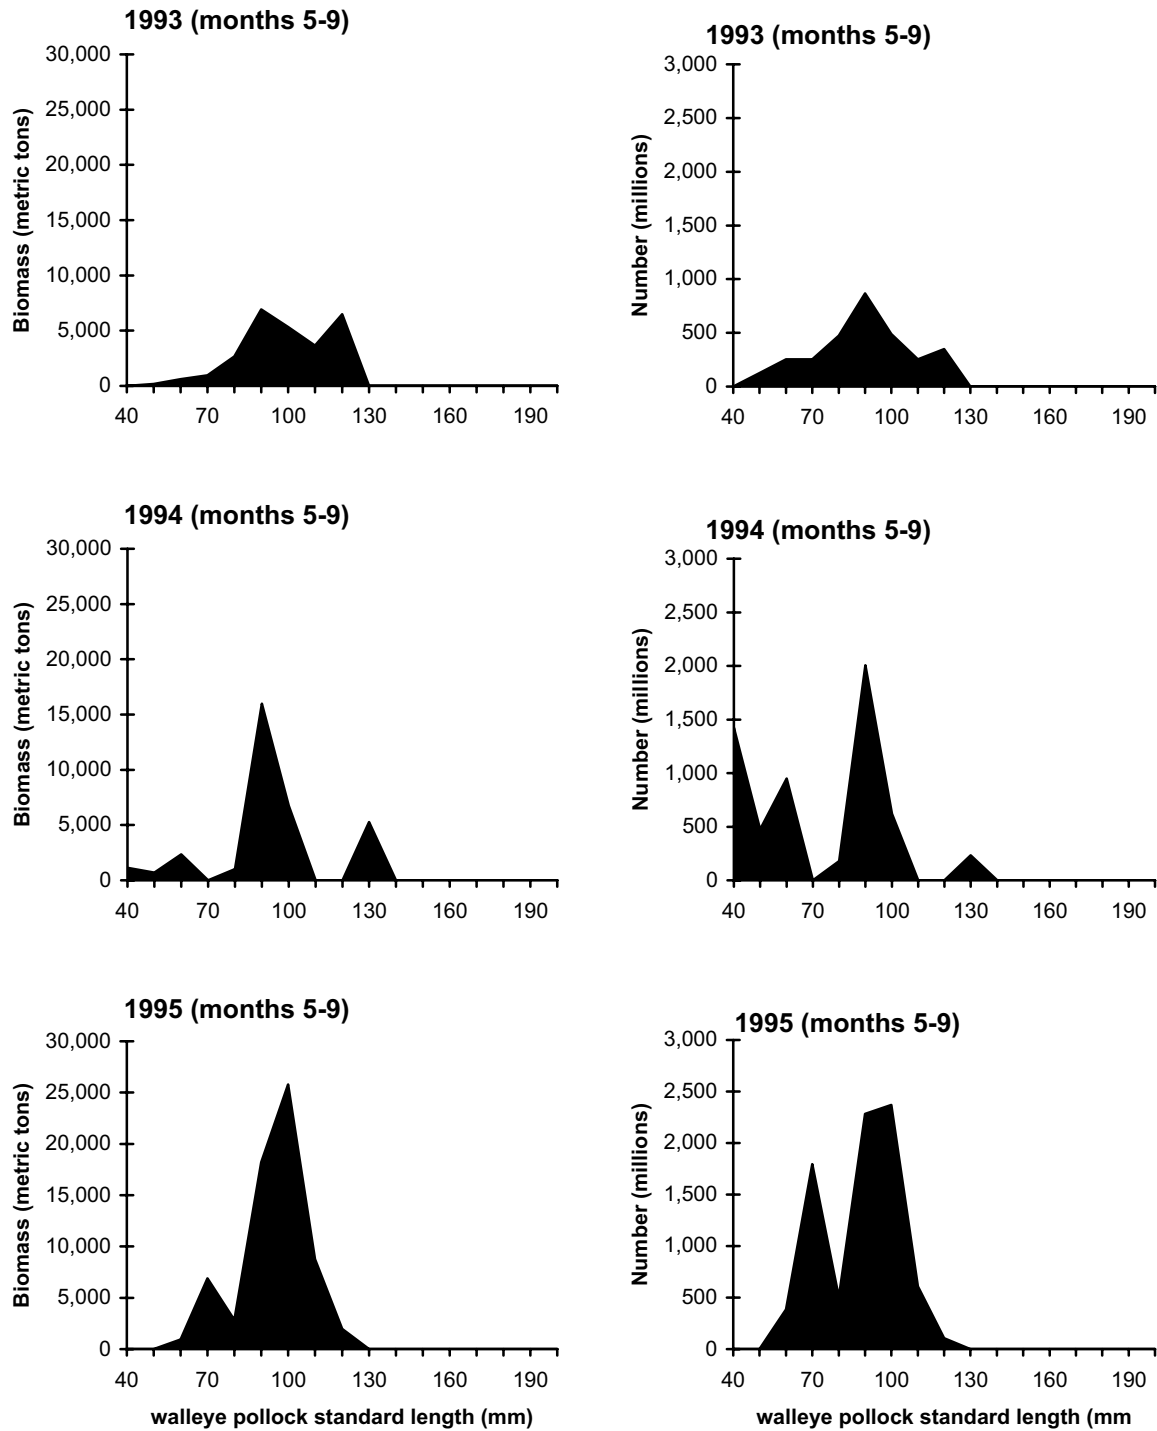 1993 (months 5-9)
30,000
25,000
20,000
15,000
10,000
5,000
0
Biomass (metric tons)
40 70 100 130 160 190
1993 (months 5-9)
3,000
2,500
2,000
1,500
1,000
500
0
Number (millions)
40 70 100 130 160 190
1994 (months 5-9)
30,000
25,000
20,000
15,000
10,000
5,000
0
Biomass (metric tons)
40 70 100 130 160 190
1994 (months 5-9)
3,000
2,500
2,000
1,500
1,000
500
0
Number (millions)
40 70 100 130 160 190
1995 (months 5-9)
30,000
25,000
20,000
15,000
10,000
5,000
0
Biomass (metric tons)
40 70 100 130 160 190
walleye pollock standard length (mm)
1995 (months 5-9)
3,000
2,500
2,000
1,500
1,000
500
0
Number (millions)
40 70 100 130 160 190
walleye pollock standard length (mm